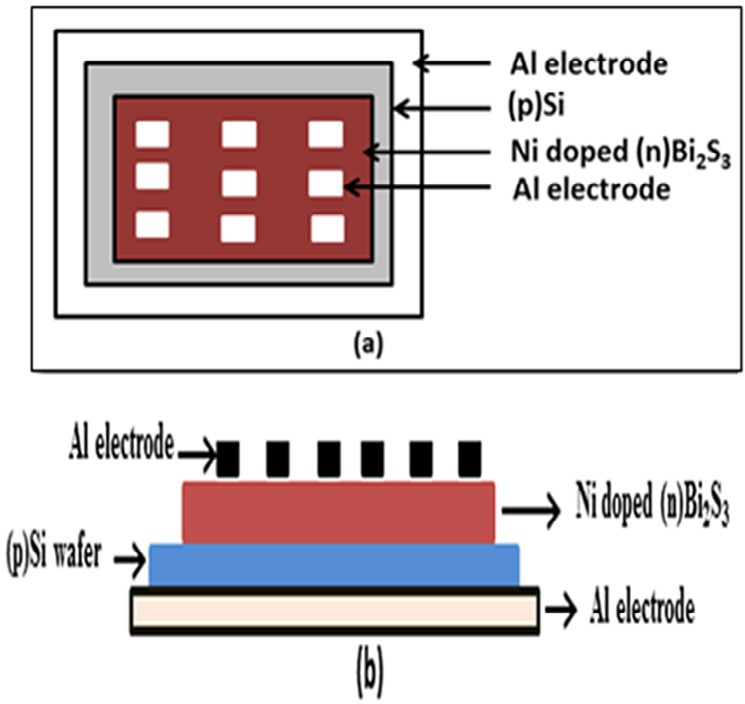 Al electrode
(p)Si
Ni doped (n)Bi₂S₃
Al electrode
(a)
Al electrode
Ni doped (n)Bi₂S₃
(p)Si wafer
Al electrode
(b)